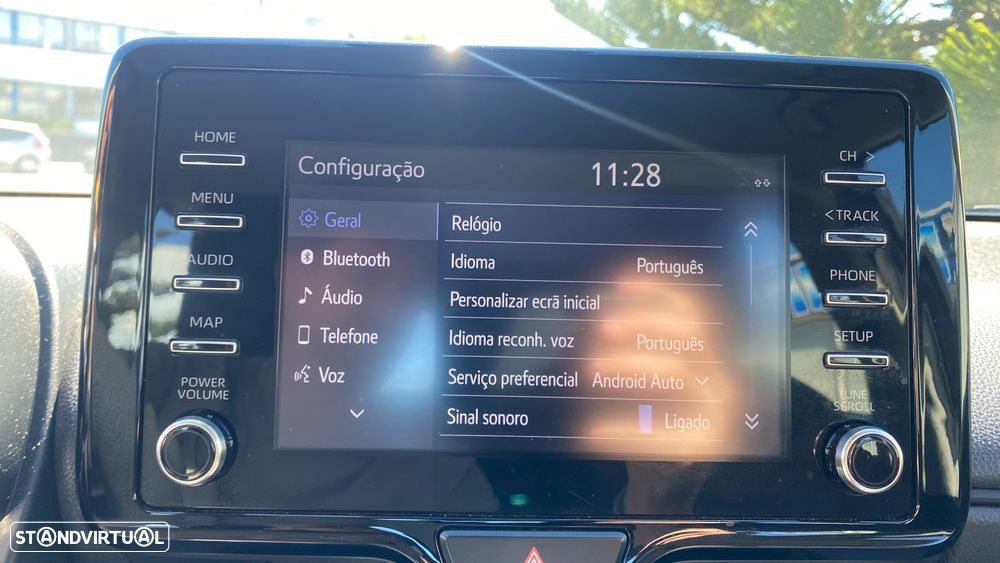 HOME
MENU
AUDIO
MAP
POWER
VOLUME
Configuração 11:28
Geral
Bluetooth
Áudio
Telefone
Voz
Relógio
Idioma Português
Personalizar ecrã inicial
Idioma reconh. voz Português
Serviço preferencial Android Auto
Sinal sonoro Ligado
CH >
< TRACK
PHONE
SETUP
TUNE
SCROLL
STANDVIRTUAL